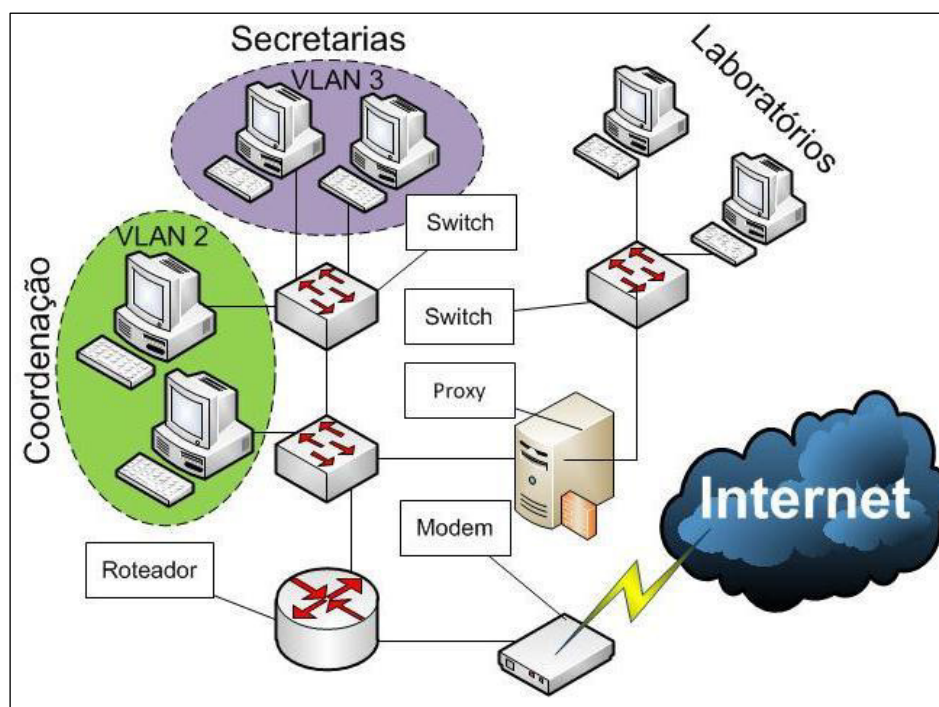 Secretarias
VLAN 3
Laboratórios
Switch
VLAN 2
Coordenação
Switch
Proxy
Internet
Modem
Roteador